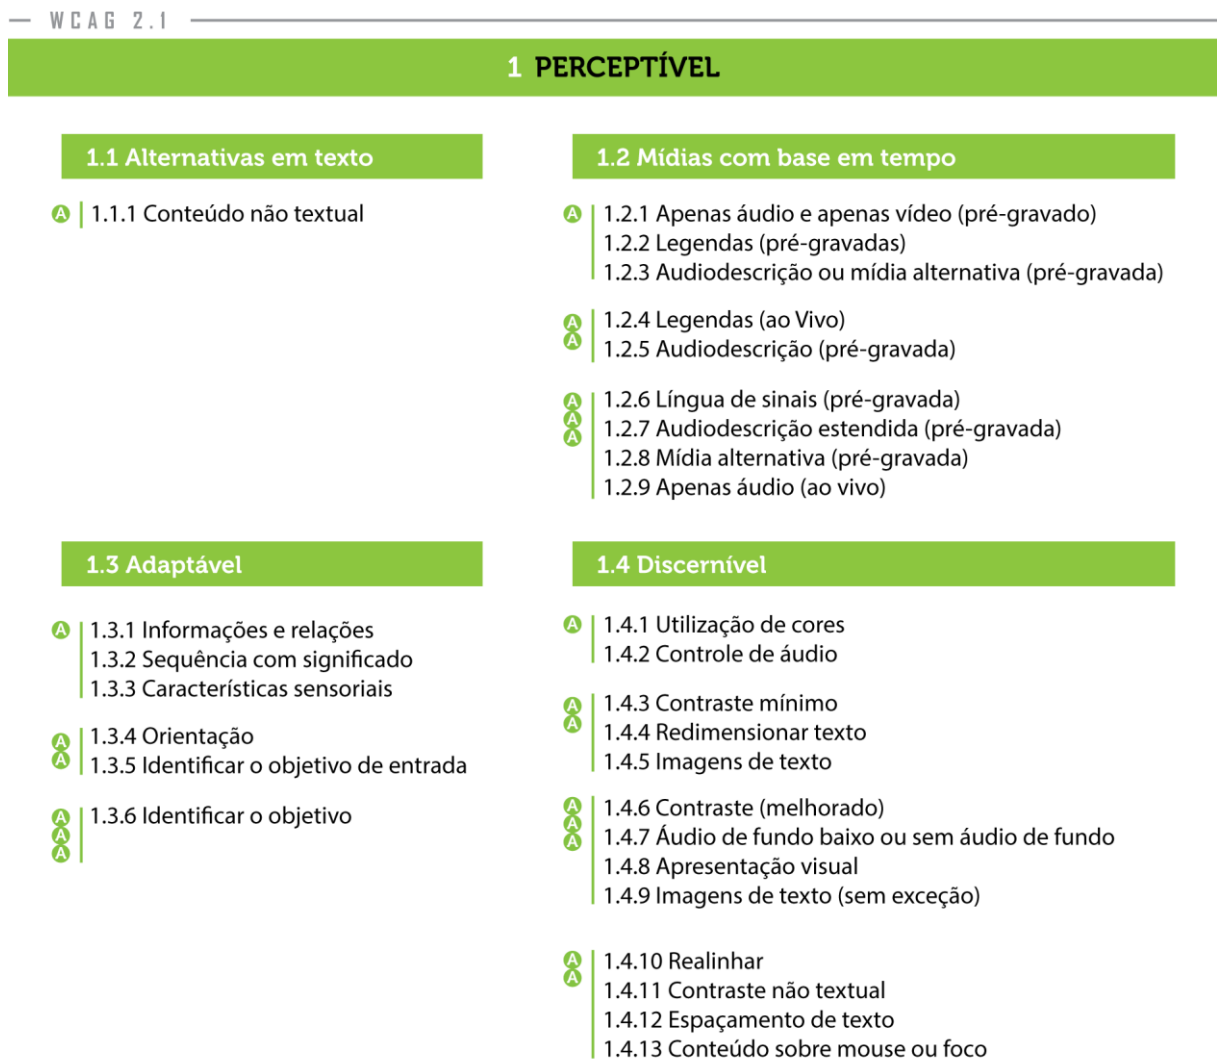 WCAG 2.1
1 PERCEPTÍVEL
1.1 Alternativas em texto
A
1.1.1 Conteúdo não textual
1.2 Mídias com base em tempo
A
1.2.1 Apenas áudio e apenas vídeo (pré-gravado)
1.2.2 Legendas (pré-gravadas)
1.2.3 Audiodescrição ou mídia alternativa (pré-gravada)
A
A
1.2.4 Legendas (ao Vivo)
1.2.5 Audiodescrição (pré-gravada)
A
A
A
1.2.6 Língua de sinais (pré-gravada)
1.2.7 Audiodescrição estendida (pré-gravada)
1.2.8 Mídia alternativa (pré-gravada)
1.2.9 Apenas áudio (ao vivo)
1.3 Adaptável
A
1.3.1 Informações e relações
1.3.2 Sequência com significado
1.3.3 Características sensoriais
A
A
1.3.4 Orientação
1.3.5 Identificar o objetivo de entrada
A
A
A
1.3.6 Identificar o objetivo
1.4 Discernível
A
1.4.1 Utilização de cores
1.4.2 Controle de áudio
A
A
1.4.3 Contraste mínimo
1.4.4 Redimensionar texto
1.4.5 Imagens de texto
A
A
A
1.4.6 Contraste (melhorado)
1.4.7 Áudio de fundo baixo ou sem áudio de fundo
1.4.8 Apresentação visual
1.4.9 Imagens de texto (sem exceção)
A
A
1.4.10 Realinhar
1.4.11 Contraste não textual
1.4.12 Espaçamento de texto
1.4.13 Conteúdo sobre mouse ou foco